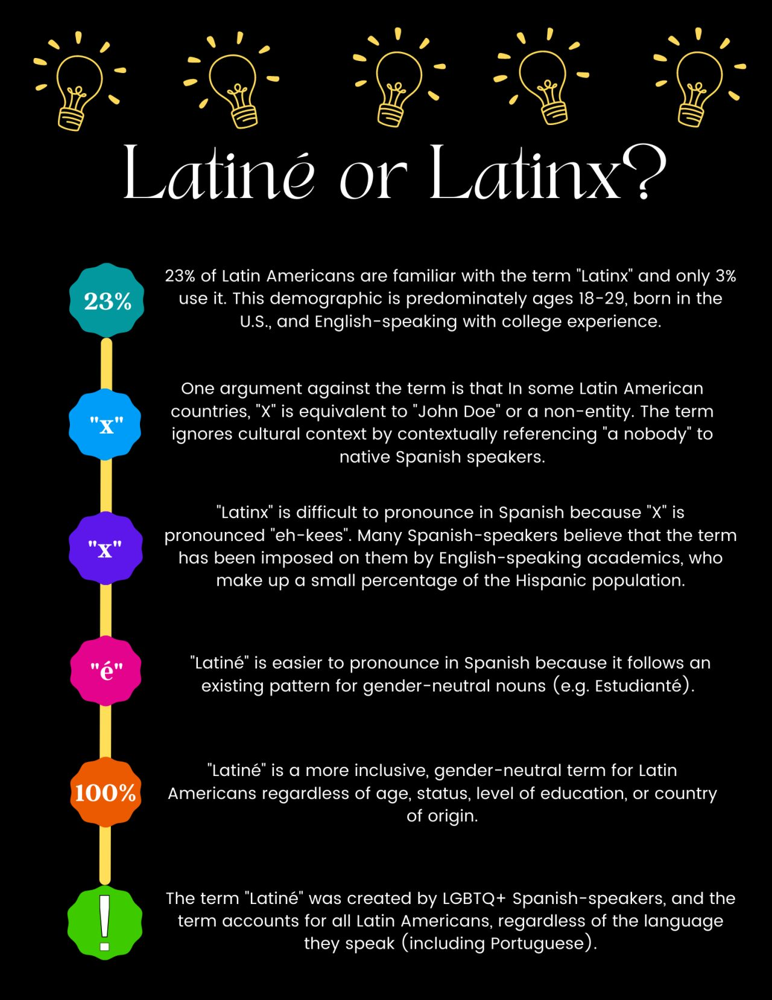 Latiné or Latinx?
23%
23% of Latin Americans are familiar with the term "Latinx" and only 3%
use it. This demographic is predominately ages 18-29, born in the
U.S., and English-speaking with college experience.
"x"
One argument against the term is that In some Latin American
countries, "X" is equivalent to "John Doe" or a non-entity. The term
ignores cultural context by contextually referencing "a nobody" to
native Spanish speakers.
"x"
"Latinx" is difficult to pronounce in Spanish because "X" is
pronounced "eh-kees". Many Spanish-speakers believe that the term
has been imposed on them by English-speaking academics, who
make up a small percentage of the Hispanic population.
"é"
"Latiné" is easier to pronounce in Spanish because it follows an
existing pattern for gender-neutral nouns (e.g. Estudianté).
100%
"Latiné" is a more inclusive, gender-neutral term for Latin
Americans regardless of age, status, level of education, or country
of origin.
!
The term "Latiné" was created by LGBTQ+ Spanish-speakers, and the
term accounts for all Latin Americans, regardless of the language
they speak (including Portuguese).